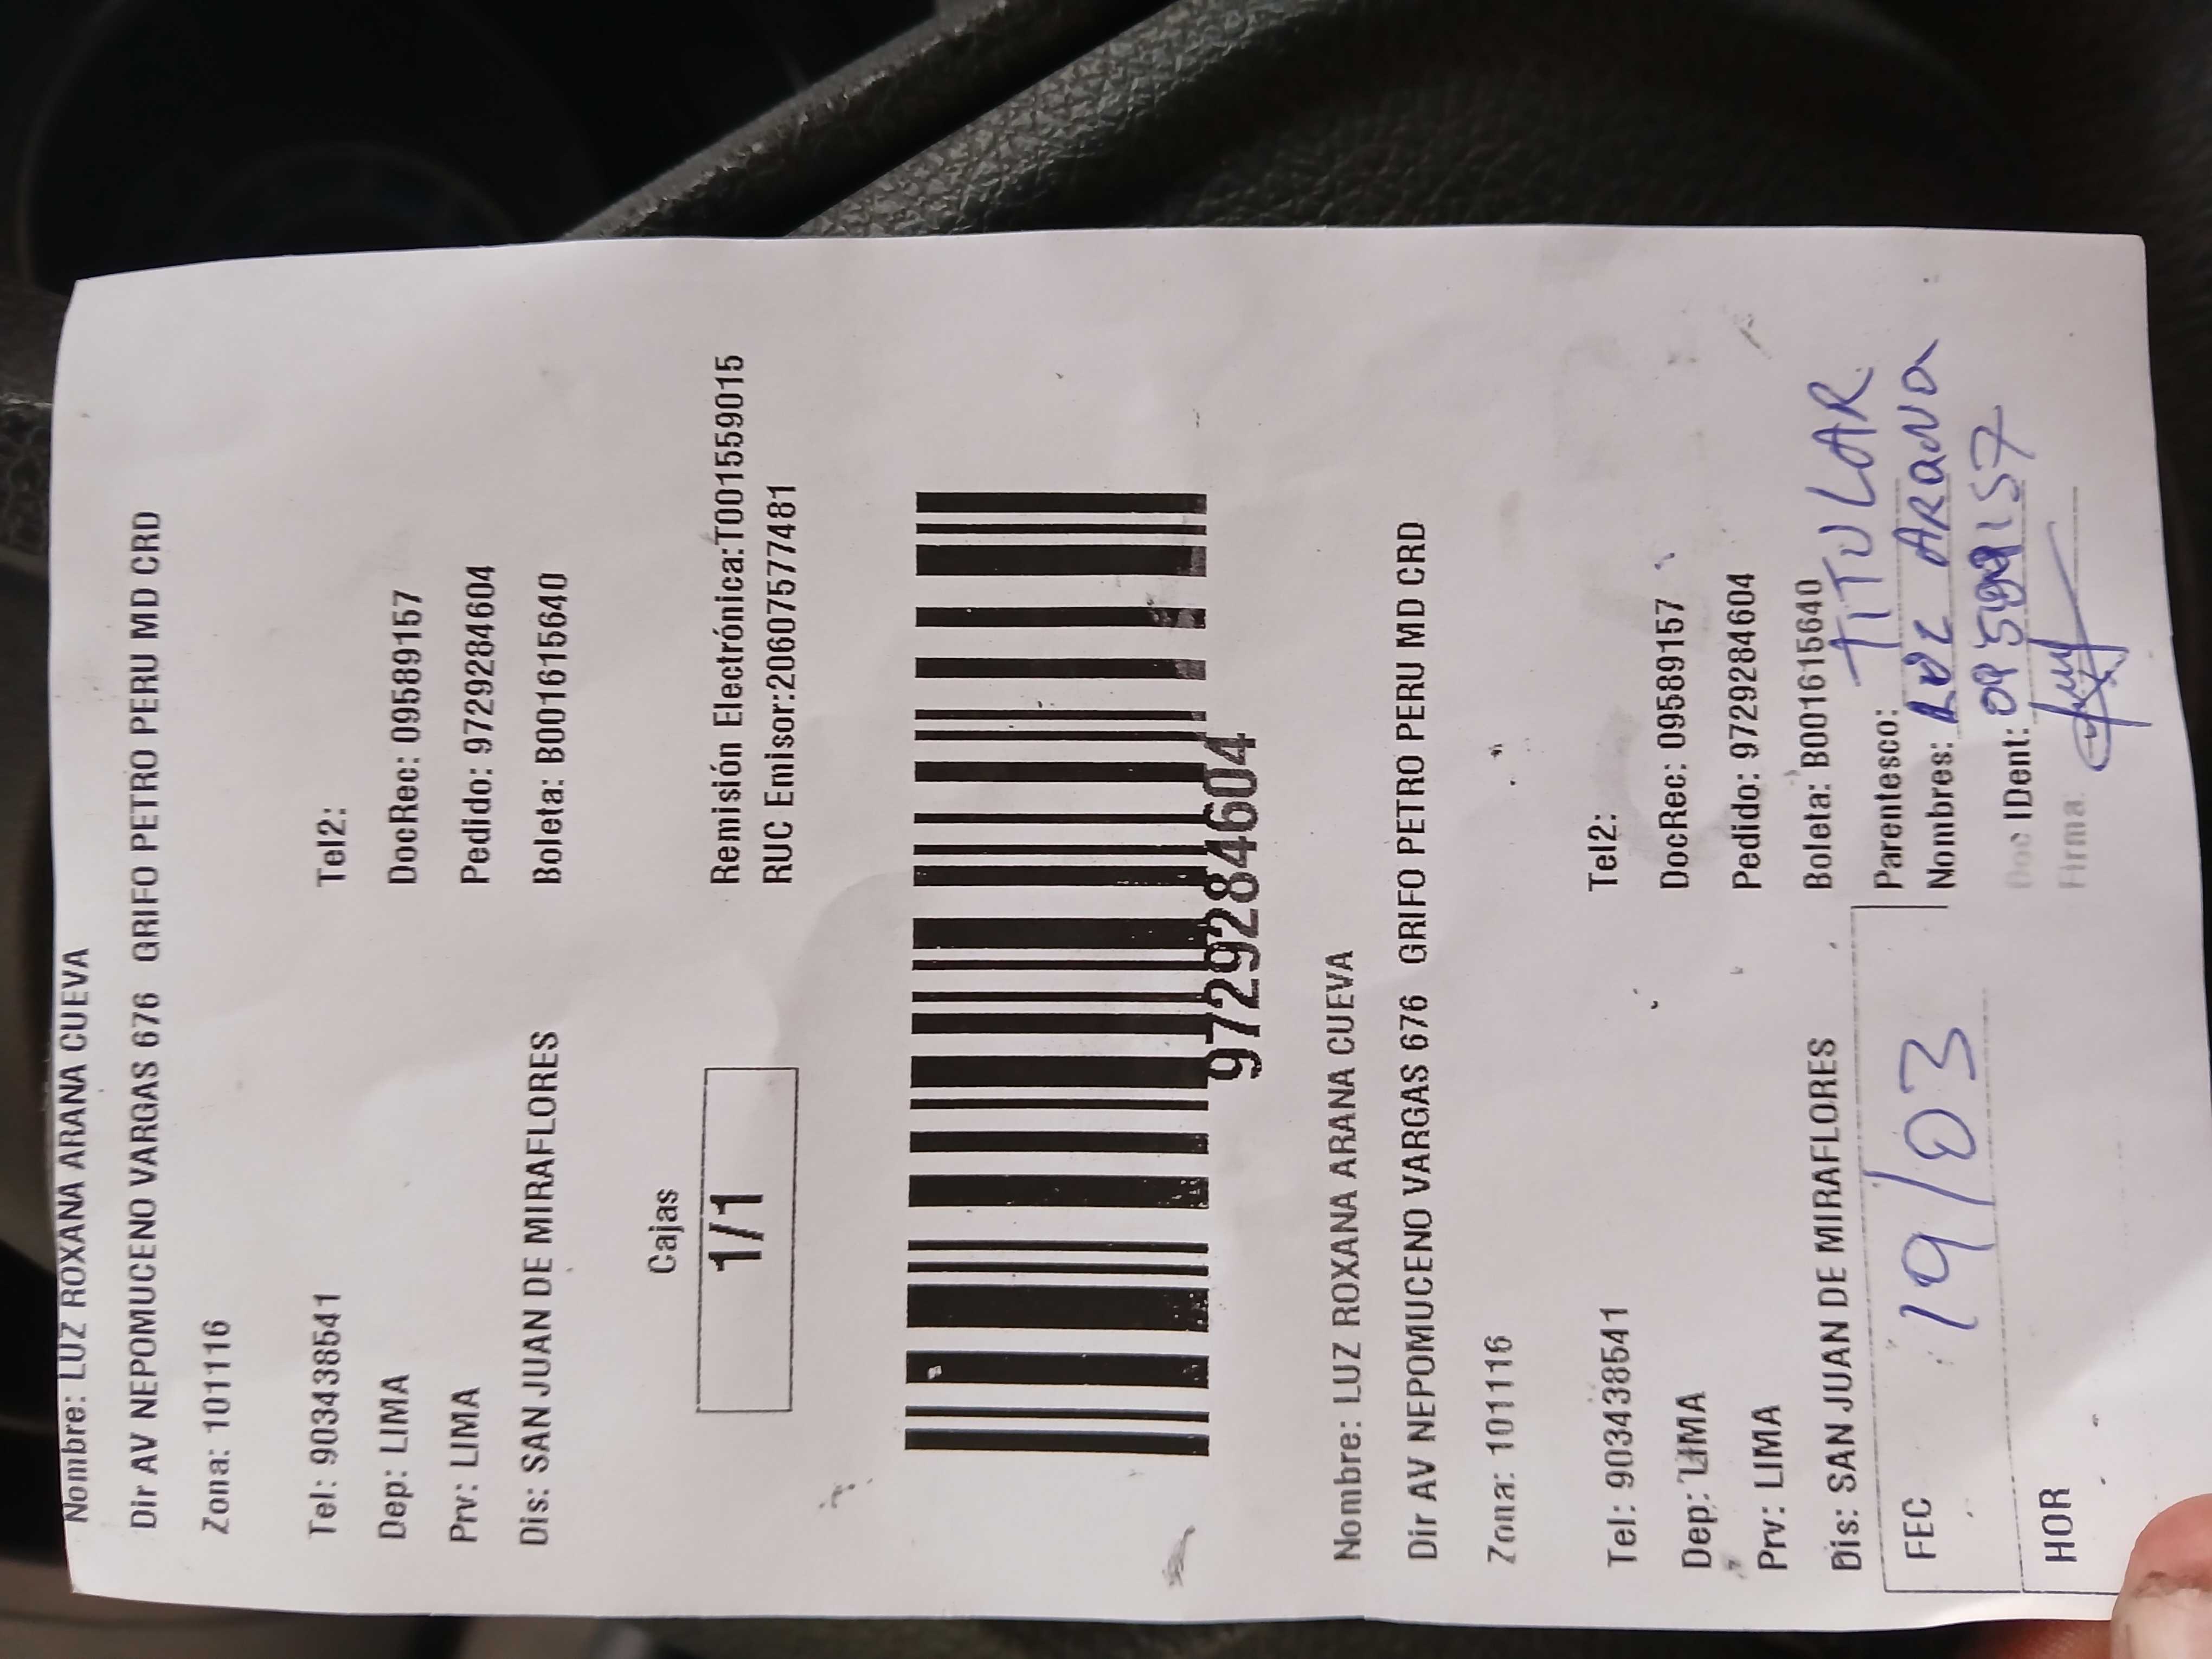 Nombre: LUZ ROXANA ARANA CUEVA
Dir AV NEPOMUCENO VARGAS 676 GRIFO PETRO PERU MD CRD
Zona: 101116
Tel: 903438541 Tel2:
Dep: LIMA DocRec: 09589157
Prv: LIMA Pedido: 9729284604
Dis: SAN JUAN DE MIRAFLORES Boleta: B001615640
Cajas
1/1
Remisión Electrónica:T001559015
RUC Emisor:20607577481
9729284604
Nombre: LUZ ROXANA ARANA CUEVA
Dir AV NEPOMUCENO VARGAS 676 GRIFO PETRO PERU MD CRD
Zona: 101116
Tel: 903438541 Tel2:
Dep: LIMA DocRec: 09589157
Prv: LIMA Pedido: 9729284604
Dis: SAN JUAN DE MIRAFLORES Boleta: B001615640
FEC 19/03
HOR
Parentesco: TITULAR
Nombres: LUZ ARANA
Doc IDent: 09589157
Firma: